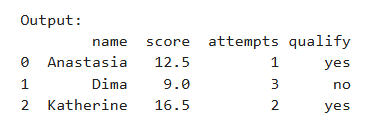 Output:
name score attempts qualify
0 Anastasia 12.5 1 yes
1 Dima 9.0 3 no
2 Katherine 16.5 2 yes